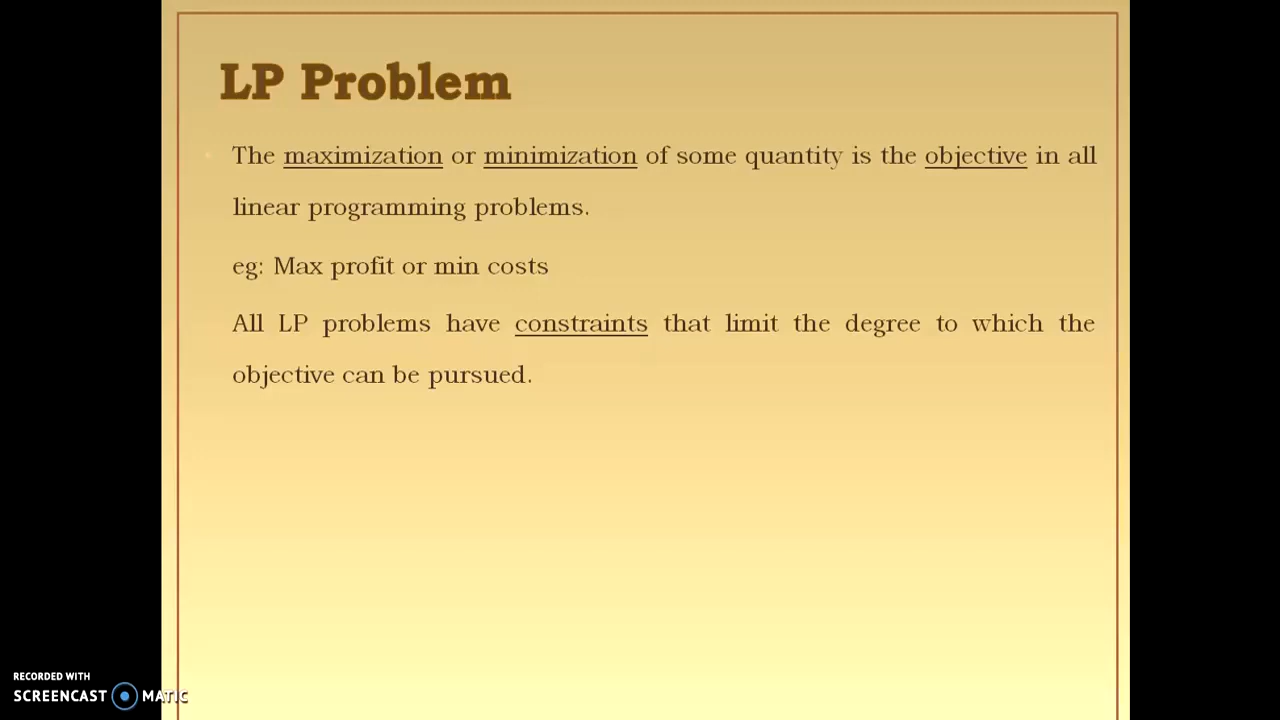 LP Problem
The maximization or minimization of some quantity is the objective in all
linear programming problems.
eg: Max profit or min costs
All LP problems have constraints that limit the degree to which the
objective can be pursued.
RECORDED WITH
SCREENCAST MATIC